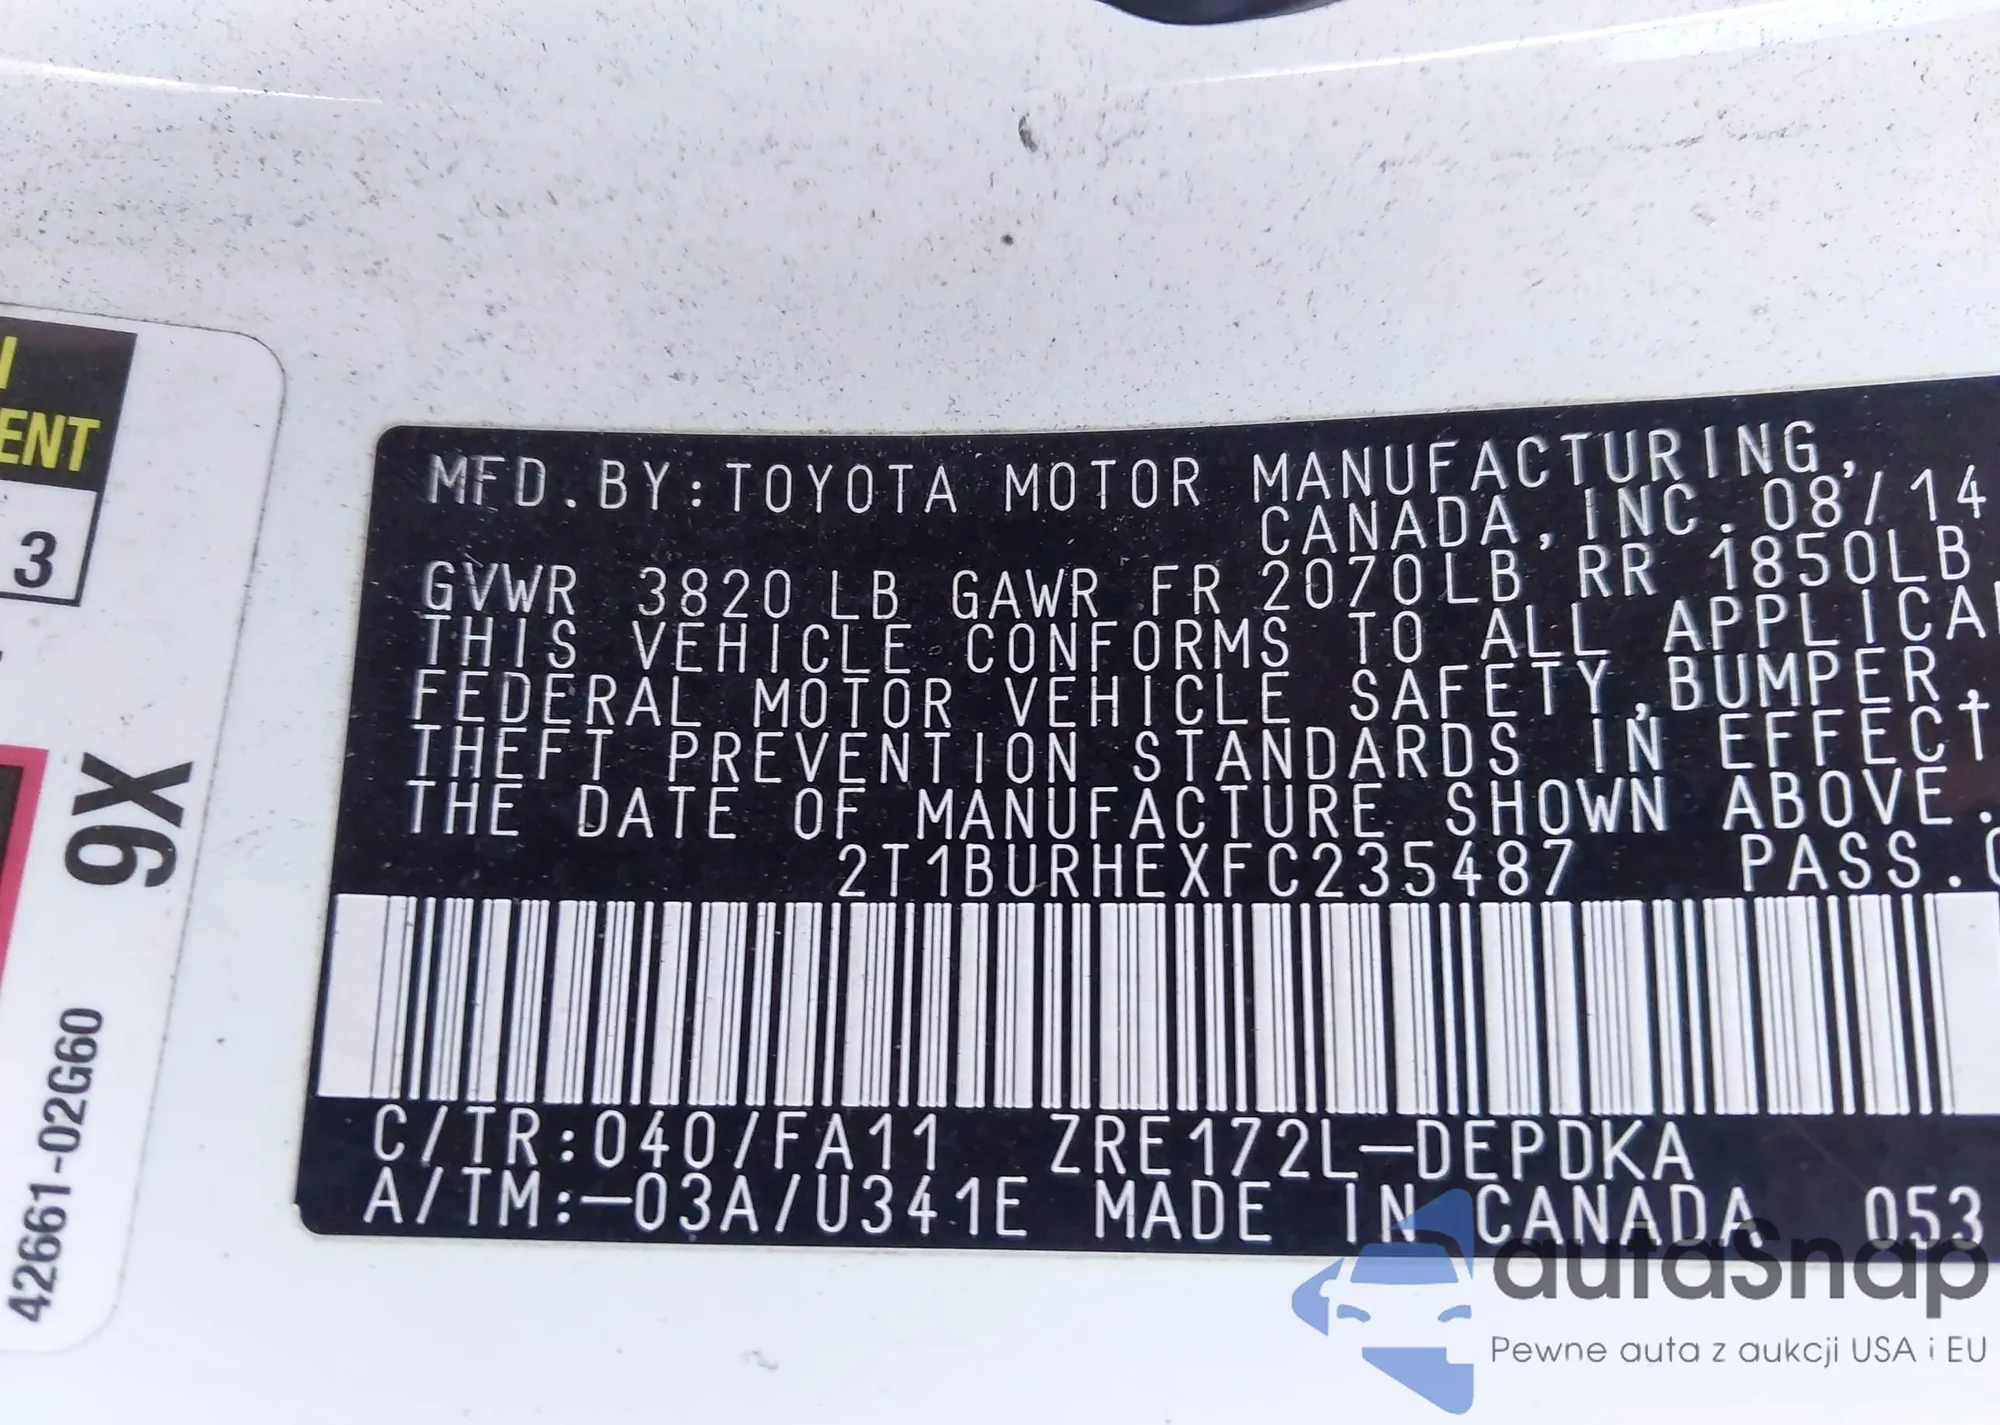 I
ENT
3
9X
42661-02G60
MFD.BY:TOYOTA MOTOR MANUFACTURING,
CANADA,INC.08/14
GVWR 3820LB GAWR FR 2070LB RR 1850LB
THIS VEHICLE CONFORMS TO ALL APPLICA
FEDERAL MOTOR VEHICLE SAFETY,BUMPER,
THEFT PREVENTION STANDARDS IN EFFECT
THE DATE OF MANUFACTURE SHOWN ABOVE.
2T1BURHEXFC235487 PASS.
C/TR:040/FA11 ZRE172L-DEPDKA
A/TM:-03A/U341E MADE IN CANADA 053
autaSnap
Pewne auta z aukcji USA i EU